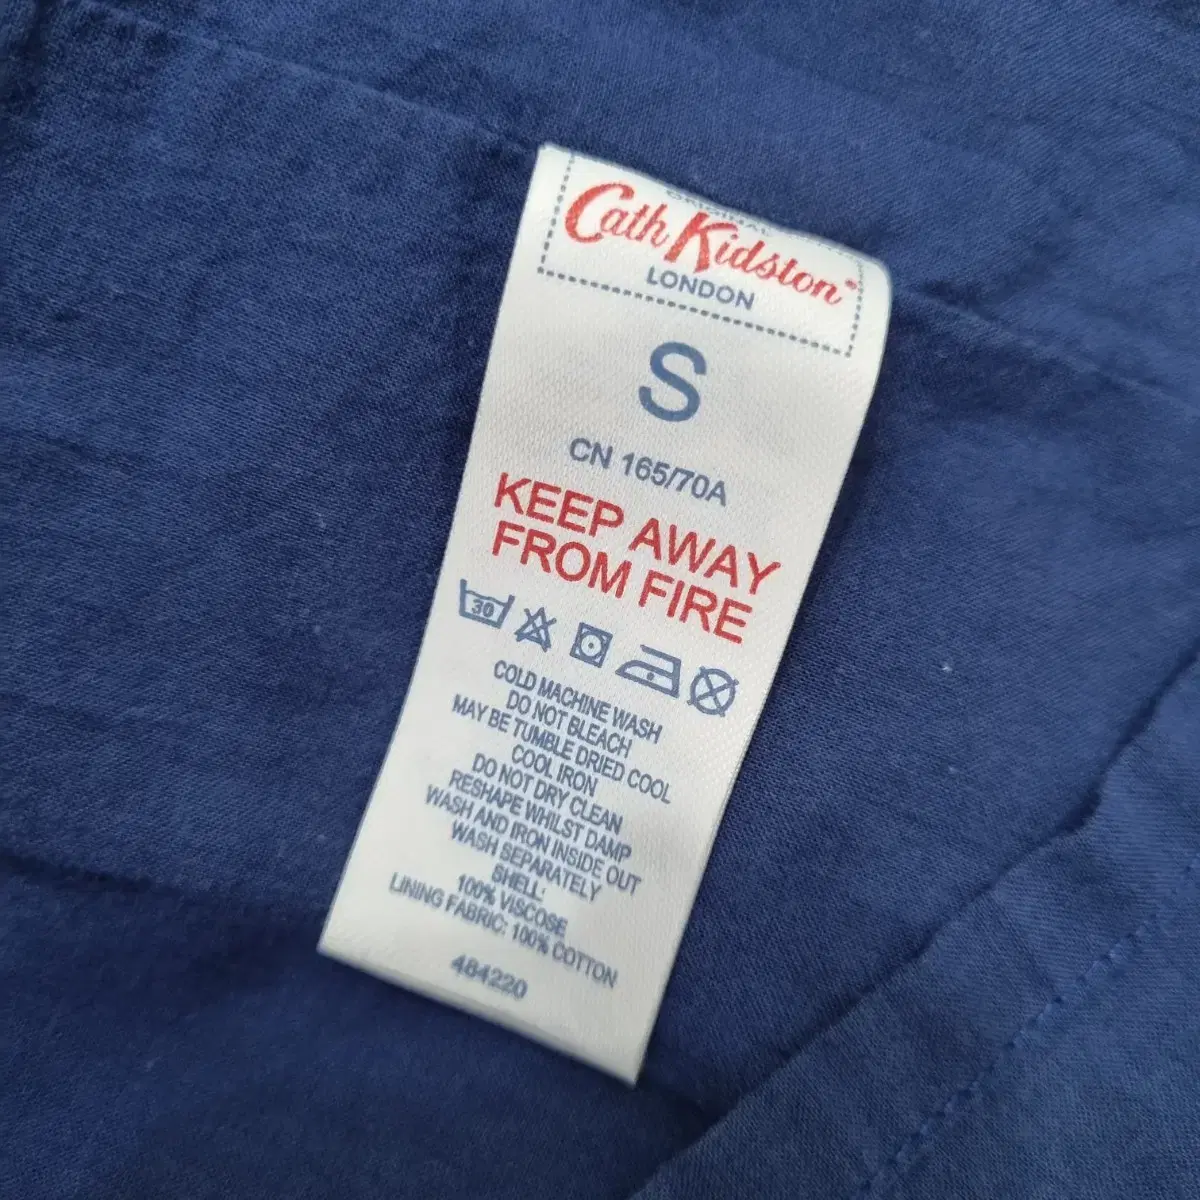 ORIGINAL
Cath Kidston®
LONDON
S
CN 165/70A
KEEP AWAY
FROM FIRE
30
COLD MACHINE WASH
DO NOT BLEACH
MAY BE TUMBLE DRIED COOL
COOL IRON
DO NOT DRY CLEAN
RESHAPE WHILST DAMP
WASH AND IRON INSIDE OUT
WASH SEPARATELY
SHELL:
100% VISCOSE
LINING FABRIC: 100% COTTON
484220